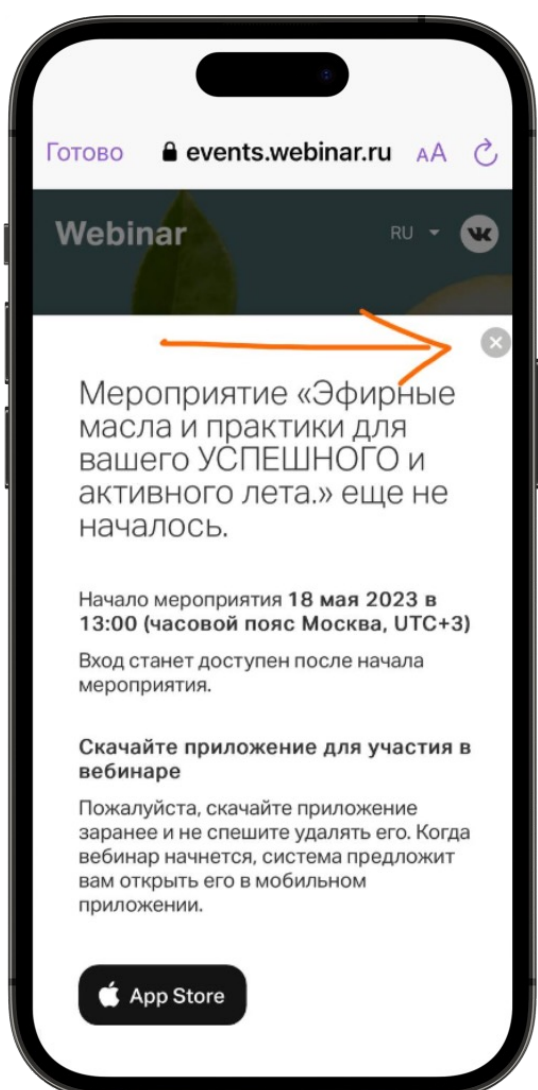 Готово events.webinar.ru AA
Webinar RU
Мероприятие «Эфирные
масла и практики для
вашего УСПЕШНОГО и
активного лета.» еще не
началось.
Начало мероприятия 18 мая 2023 в
13:00 (часовой пояс Москва, UTC+3)
Вход станет доступен после начала
мероприятия.
Скачайте приложение для участия в
вебинаре
Пожалуйста, скачайте приложение
заранее и не спешите удалять его. Когда
вебинар начнется, система предложит
вам открыть его в мобильном
приложении.
App Store